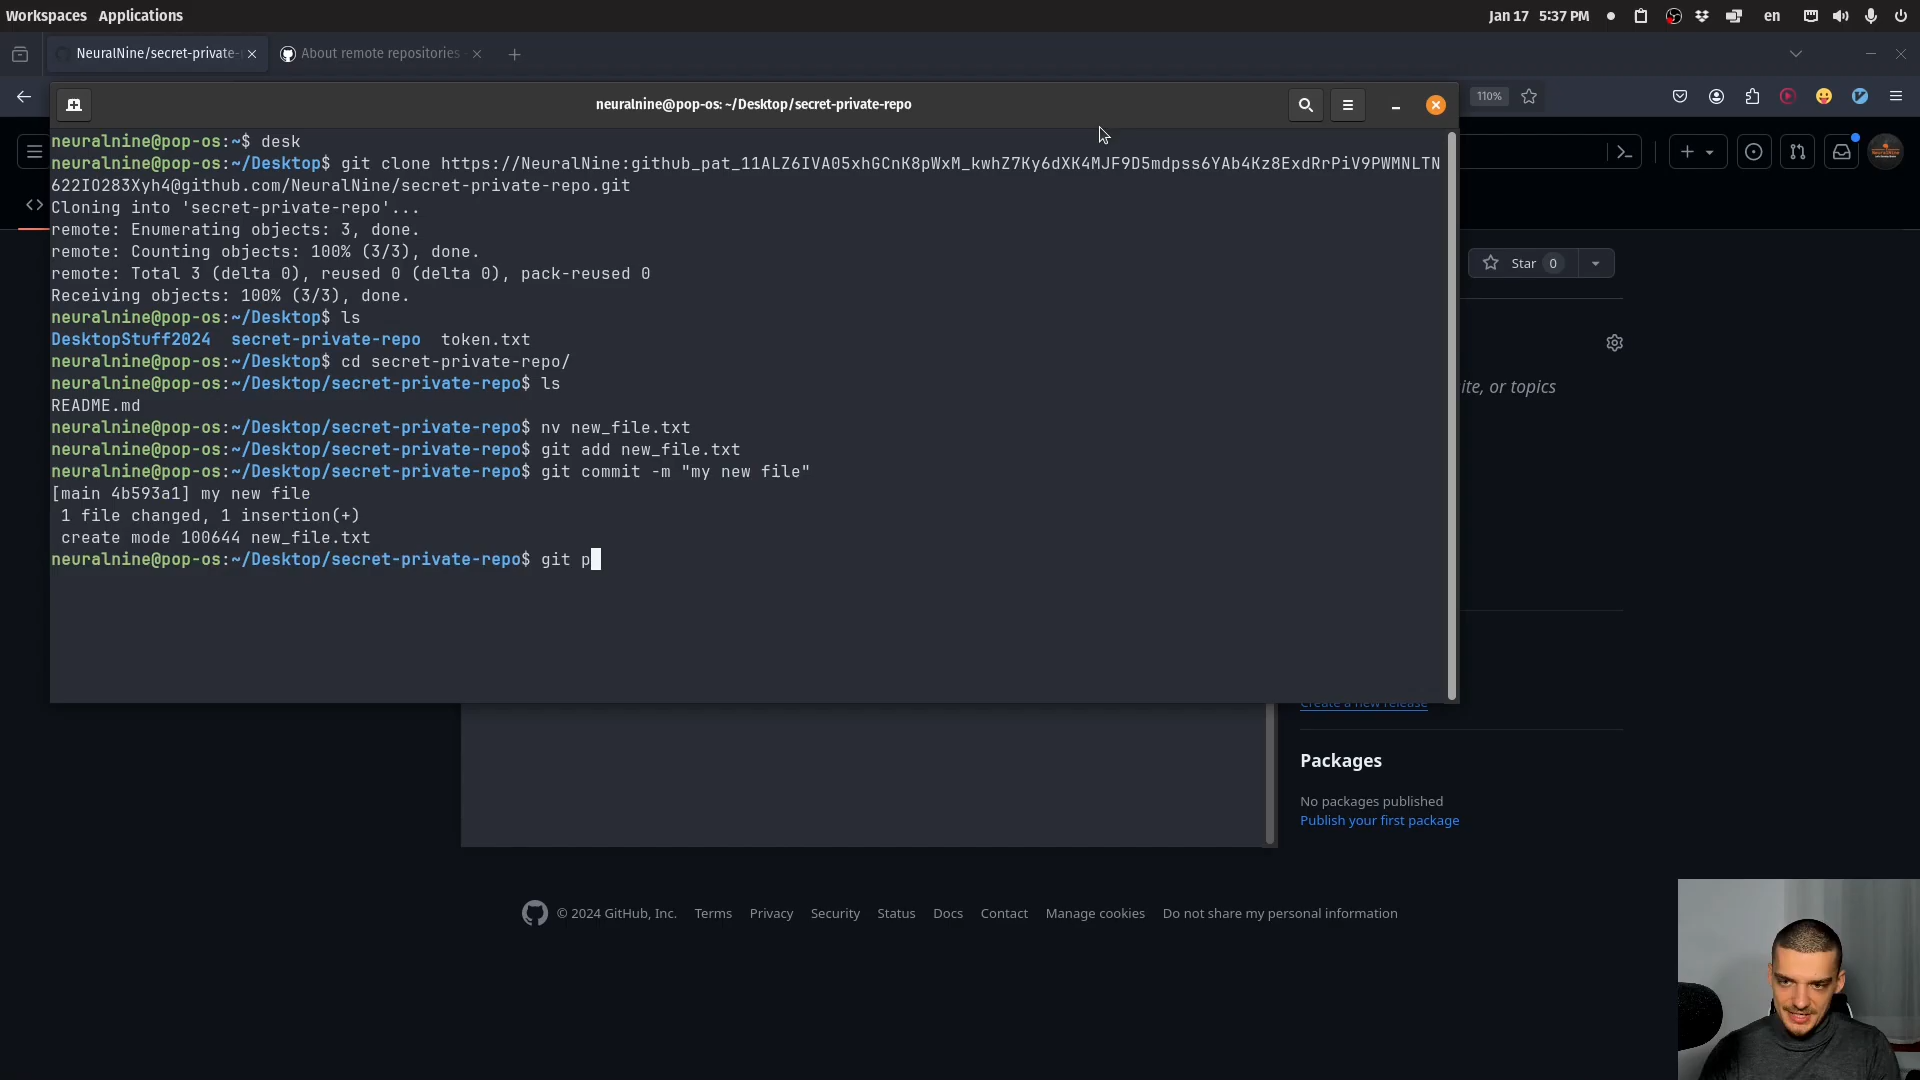 Workspaces Applications
Jan 17 5:37 PM
en
NeuralNine/secret-private-
About remote repositories
neuralnine@pop-os: ~/Desktop/secret-private-repo
110%
neuralnine@pop-os:~$ desk
neuralnine@pop-os:~/Desktop$ git clone https://NeuralNine:github_pat_11ALZ6IVA05xhGCnK8pWxM_kwhZ7Ky6dXK4MJF9D5mdpss6YAb4Kz8ExdRrPiV9PWMNLTN
622IO283Xyh4@github.com/NeuralNine/secret-private-repo.git
Cloning into 'secret-private-repo'...
remote: Enumerating objects: 3, done.
remote: Counting objects: 100% (3/3), done.
remote: Total 3 (delta 0), reused 0 (delta 0), pack-reused 0
Receiving objects: 100% (3/3), done.
neuralnine@pop-os:~/Desktop$ ls
DesktopStuff2024 secret-private-repo token.txt
neuralnine@pop-os:~/Desktop$ cd secret-private-repo/
neuralnine@pop-os:~/Desktop/secret-private-repo$ ls
README.md
neuralnine@pop-os:~/Desktop/secret-private-repo$ nv new_file.txt
neuralnine@pop-os:~/Desktop/secret-private-repo$ git add new_file.txt
neuralnine@pop-os:~/Desktop/secret-private-repo$ git commit -m "my new file"
[main 4b593a1] my new file
1 file changed, 1 insertion(+)
create mode 100644 new_file.txt
neuralnine@pop-os:~/Desktop/secret-private-repo$ git p
Star 0
ite, or topics
Create a new release
Packages
No packages published
Publish your first package
© 2024 GitHub, Inc. Terms Privacy Security Status Docs Contact Manage cookies Do not share my personal information